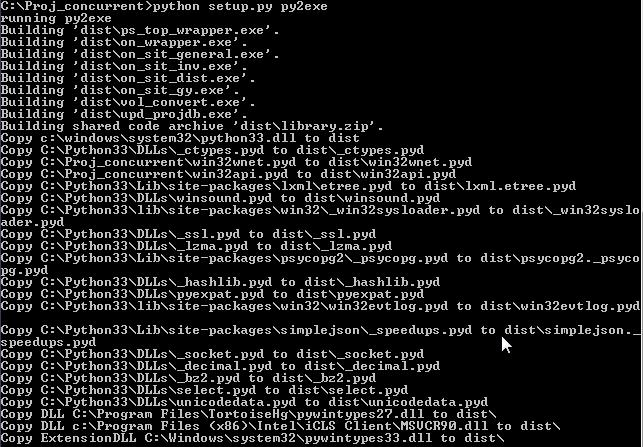 C:\Proj_concurrent>python setup.py py2exe
running py2exe
Building 'dist\ps_top_wrapper.exe'.
Building 'dist\on_wrapper.exe'.
Building 'dist\on_sit_general.exe'.
Building 'dist\on_sit_inv.exe'.
Building 'dist\on_sit_dist.exe'.
Building 'dist\on_sit_gy.exe'.
Building 'dist\vol_convert.exe'.
Building 'dist\upd_projdb.exe'.
Building shared code archive 'dist\library.zip'.
Copy c:\windows\system32\python33.dll to dist
Copy C:\Python33\DLLs\_ctypes.pyd to dist\_ctypes.pyd
Copy C:\Proj_concurrent\win32wnet.pyd to dist\win32wnet.pyd
Copy C:\Proj_concurrent\win32api.pyd to dist\win32api.pyd
Copy C:\Python33\Lib\site-packages\lxml\etree.pyd to dist\lxml.etree.pyd
Copy C:\Python33\DLLs\winsound.pyd to dist\winsound.pyd
Copy C:\Python33\lib\site-packages\win32\_win32sysloader.pyd to dist\_win32syslo
ader.pyd
Copy C:\Python33\DLLs\_ssl.pyd to dist\_ssl.pyd
Copy C:\Python33\DLLs\_lzma.pyd to dist\_lzma.pyd
Copy C:\Python33\Lib\site-packages\psycopg2\_psycopg.pyd to dist\psycopg2._psyco
pg.pyd
Copy C:\Python33\DLLs\_hashlib.pyd to dist\_hashlib.pyd
Copy C:\Python33\DLLs\pyexpat.pyd to dist\pyexpat.pyd
Copy C:\Python33\lib\site-packages\win32\win32evtlog.pyd to dist\win32evtlog.pyd
Copy C:\Python33\Lib\site-packages\simplejson\_speedups.pyd to dist\simplejson._
speedups.pyd
Copy C:\Python33\DLLs\_socket.pyd to dist\_socket.pyd
Copy C:\Python33\DLLs\_decimal.pyd to dist\_decimal.pyd
Copy C:\Python33\DLLs\_bz2.pyd to dist\_bz2.pyd
Copy C:\Python33\DLLs\select.pyd to dist\select.pyd
Copy C:\Python33\DLLs\unicodedata.pyd to dist\unicodedata.pyd
Copy DLL C:\Program Files\TortoiseHg\pywintypes27.dll to dist\
Copy DLL c:\Program Files (x86)\Intel\iCLS Client\MSVCR90.dll to dist\
Copy ExtensionDLL C:\Windows\system32\pywintypes33.dll to dist\